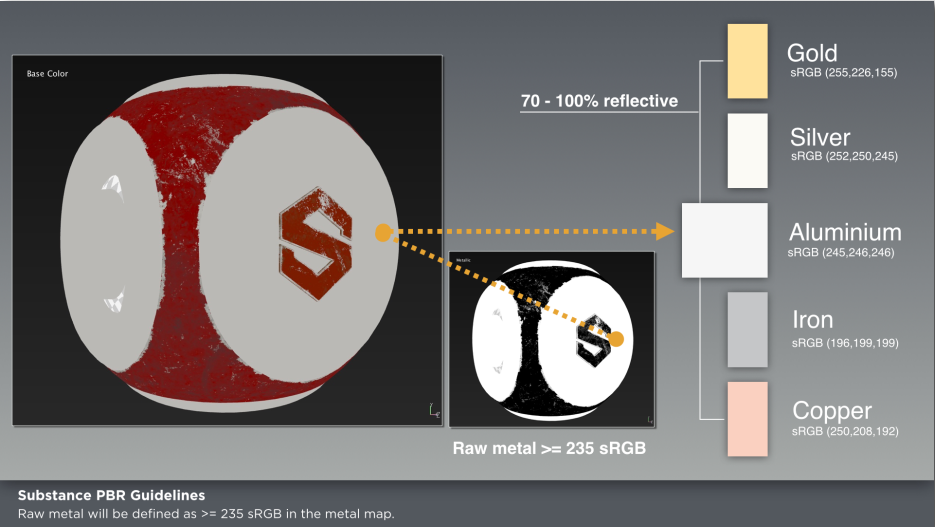 Base Color
70 - 100% reflective
Gold
sRGB (255,226,155)
Silver
sRGB (252,250,245)
Aluminium
sRGB (245,246,246)
Iron
sRGB (196,199,199)
Copper
sRGB (250,208,192)
Metallic
Raw metal >= 235 sRGB
Substance PBR Guidelines
Raw metal will be defined as >= 235 sRGB in the metal map.